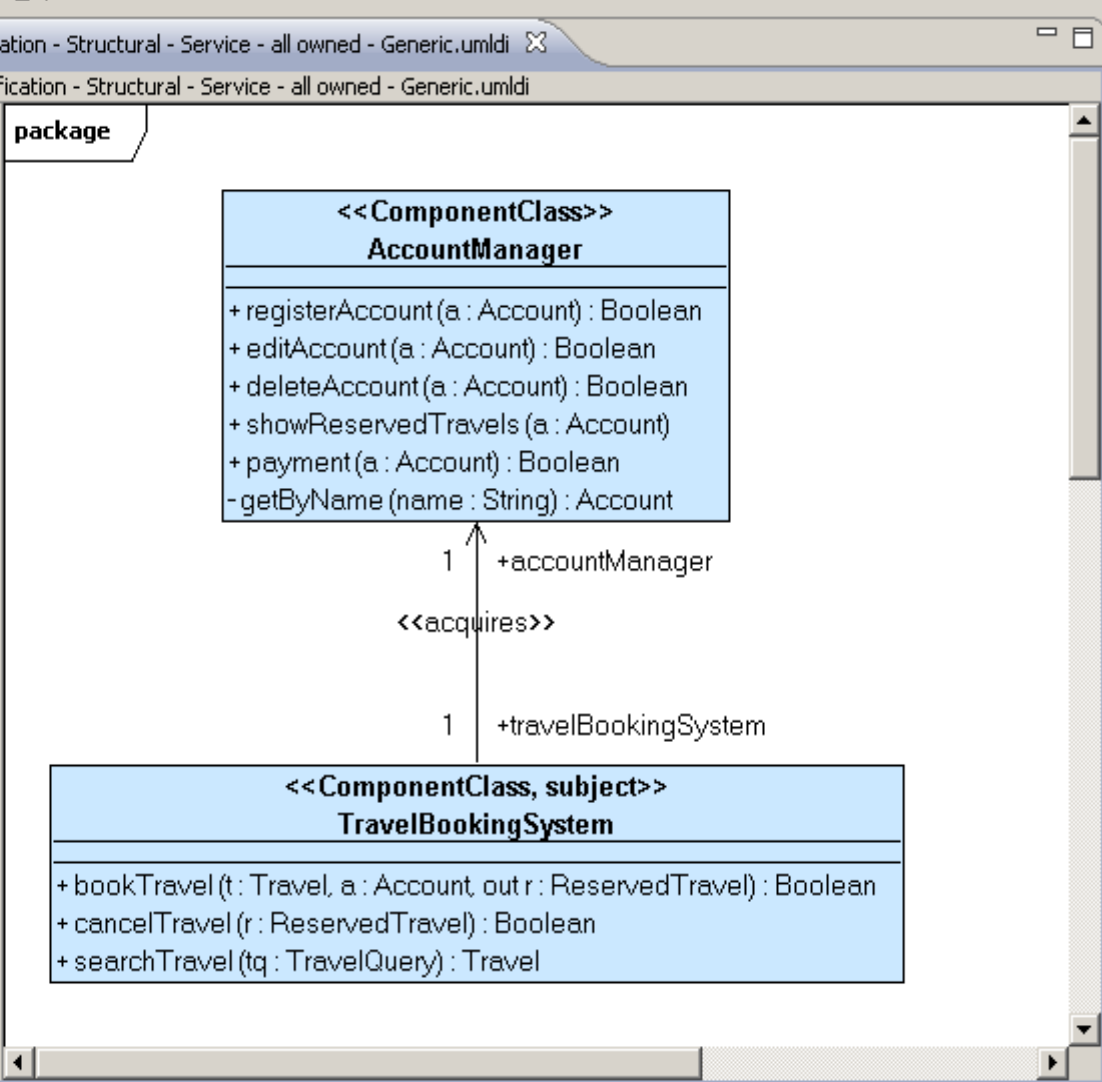 ation - Structural - Service - all owned - Generic.umldi
fication - Structural - Service - all owned - Generic.umldi
package
<<ComponentClass>>
AccountManager
+ registerAccount(a : Account) : Boolean
+ editAccount(a : Account) : Boolean
+ deleteAccount(a : Account) : Boolean
+ showReservedTravels(a : Account)
+ payment(a : Account) : Boolean
- getByName(name : String) : Account
1 +accountManager
<<acquires>>
1 +travelBookingSystem
<<ComponentClass, subject>>
TravelBookingSystem
+ bookTravel(t : Travel, a : Account, out r : ReservedTravel) : Boolean
+ cancelTravel(r : ReservedTravel) : Boolean
+ searchTravel(tq : TravelQuery) : Travel